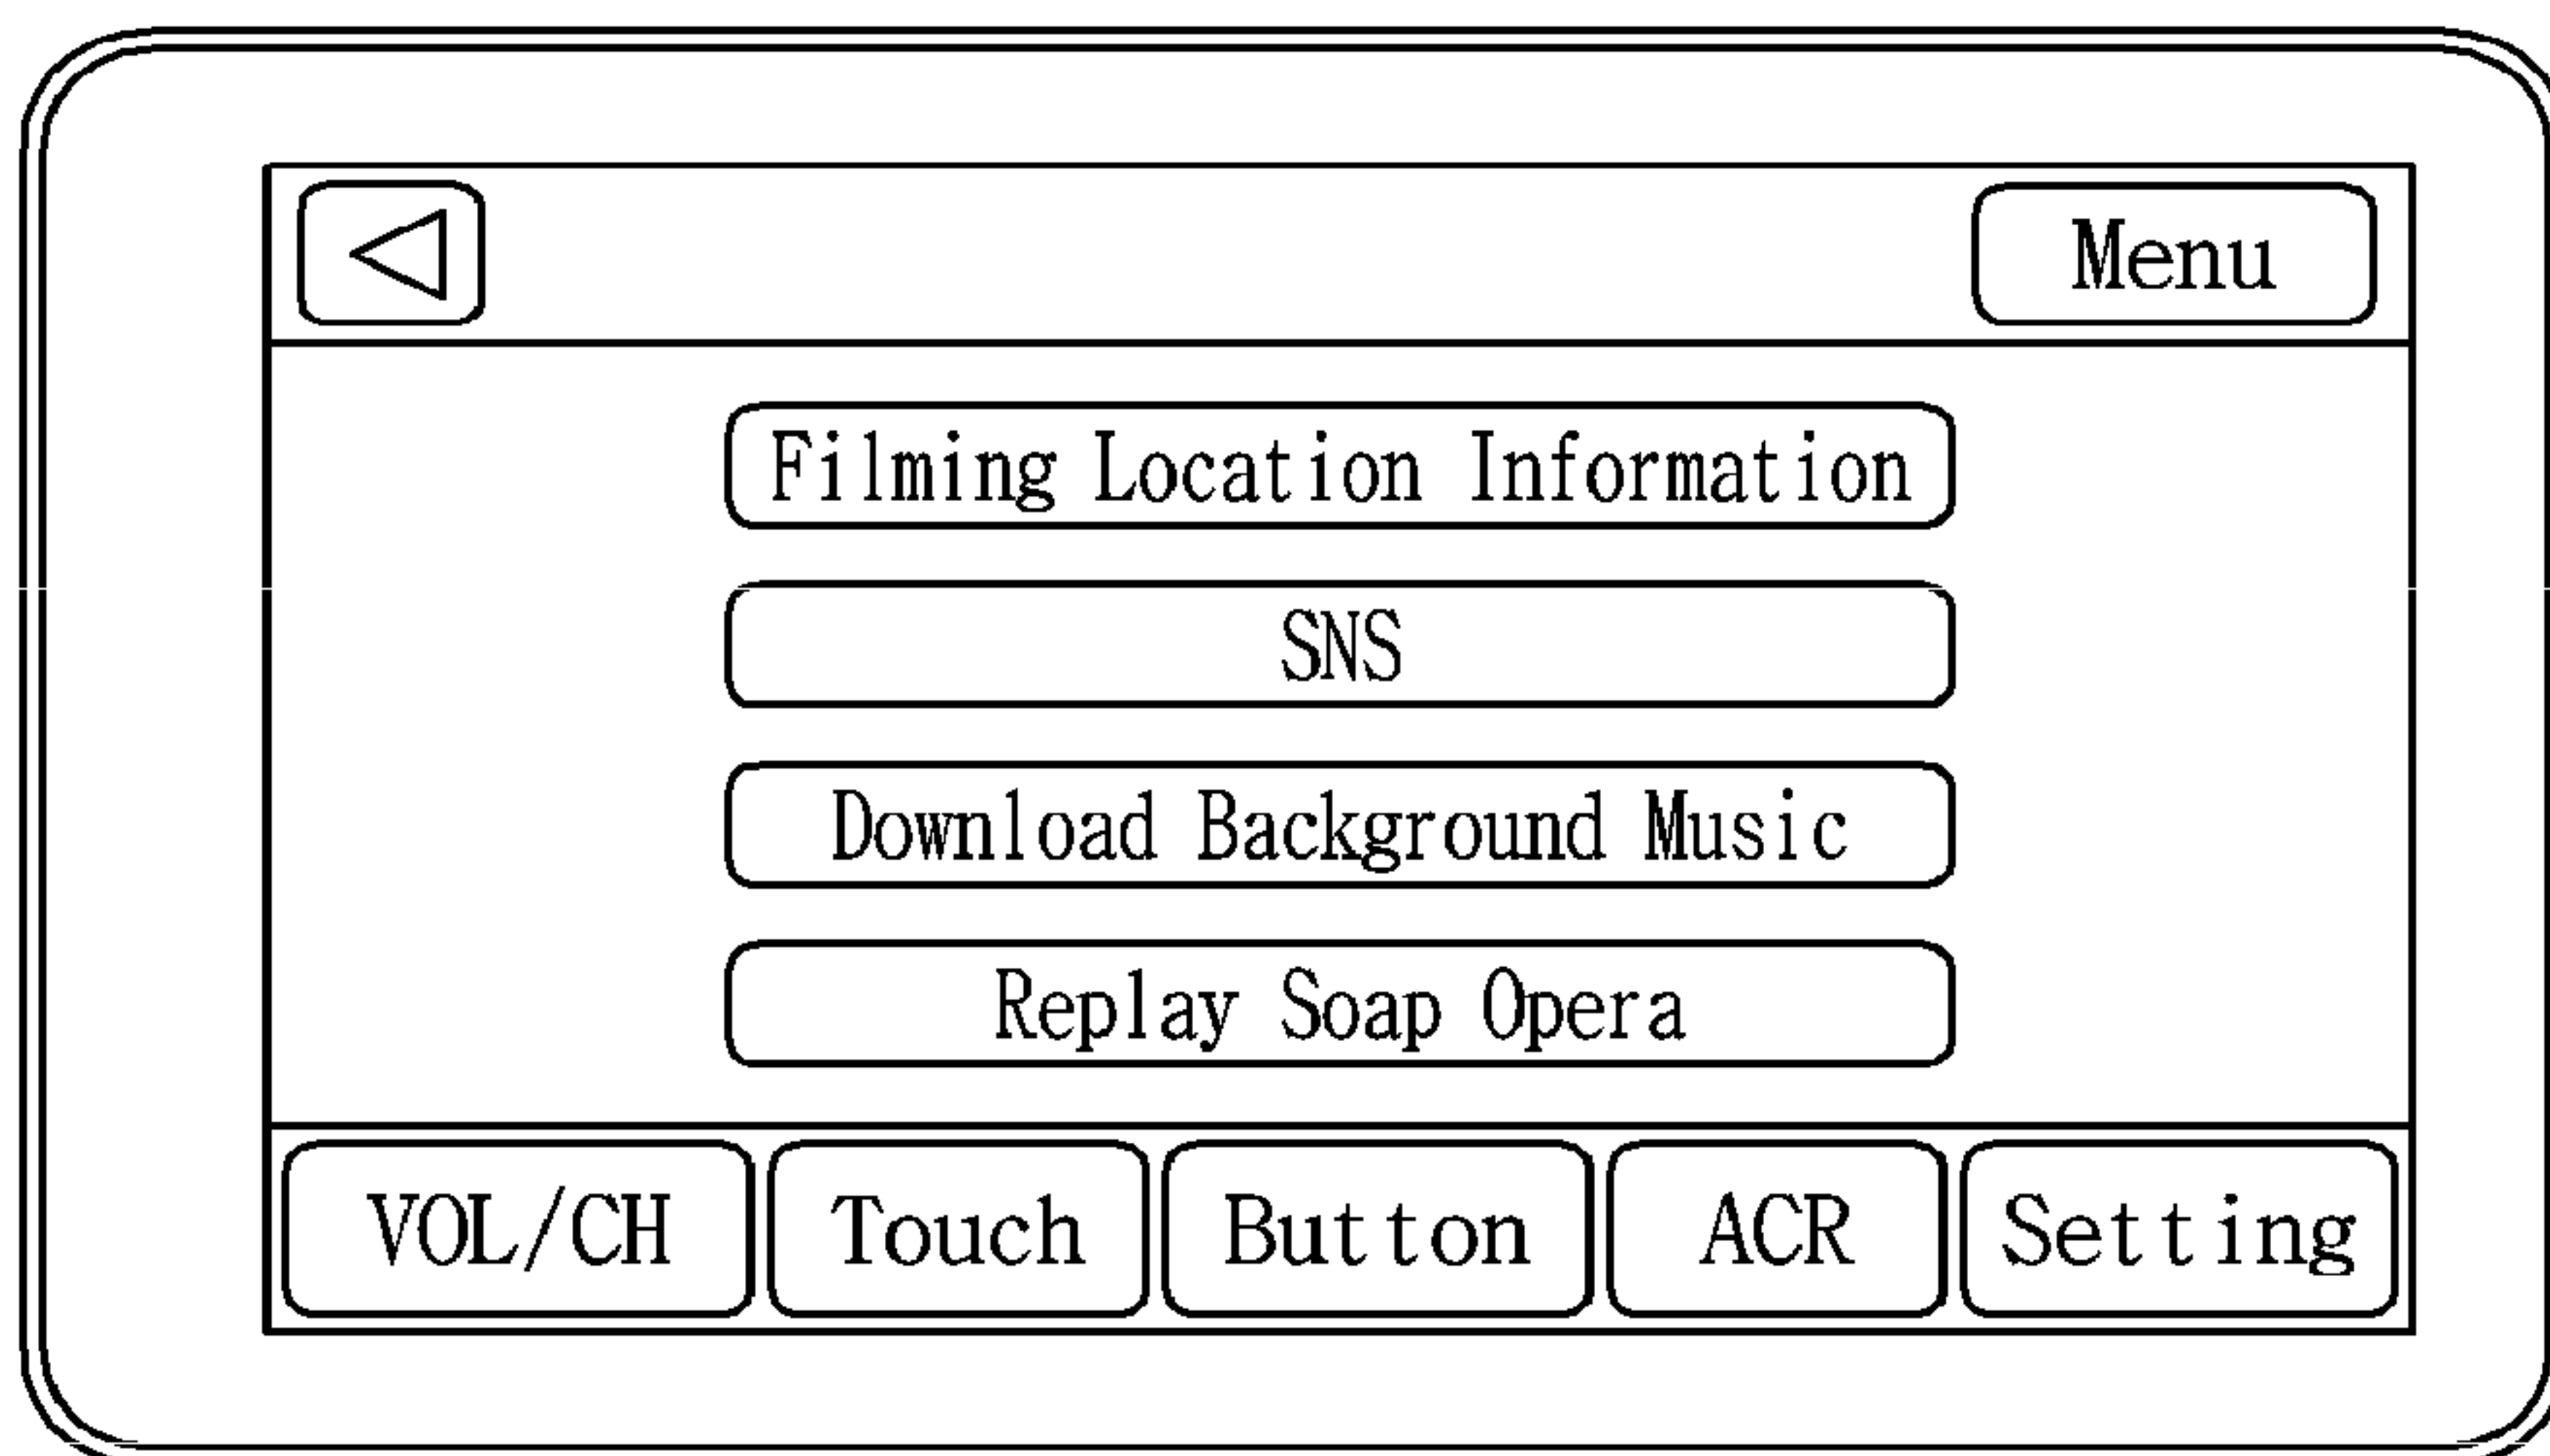 Menu
Filming Location Information
SNS
Download Background Music
Replay Soap Opera
VOL/CH Touch Button ACR Setting